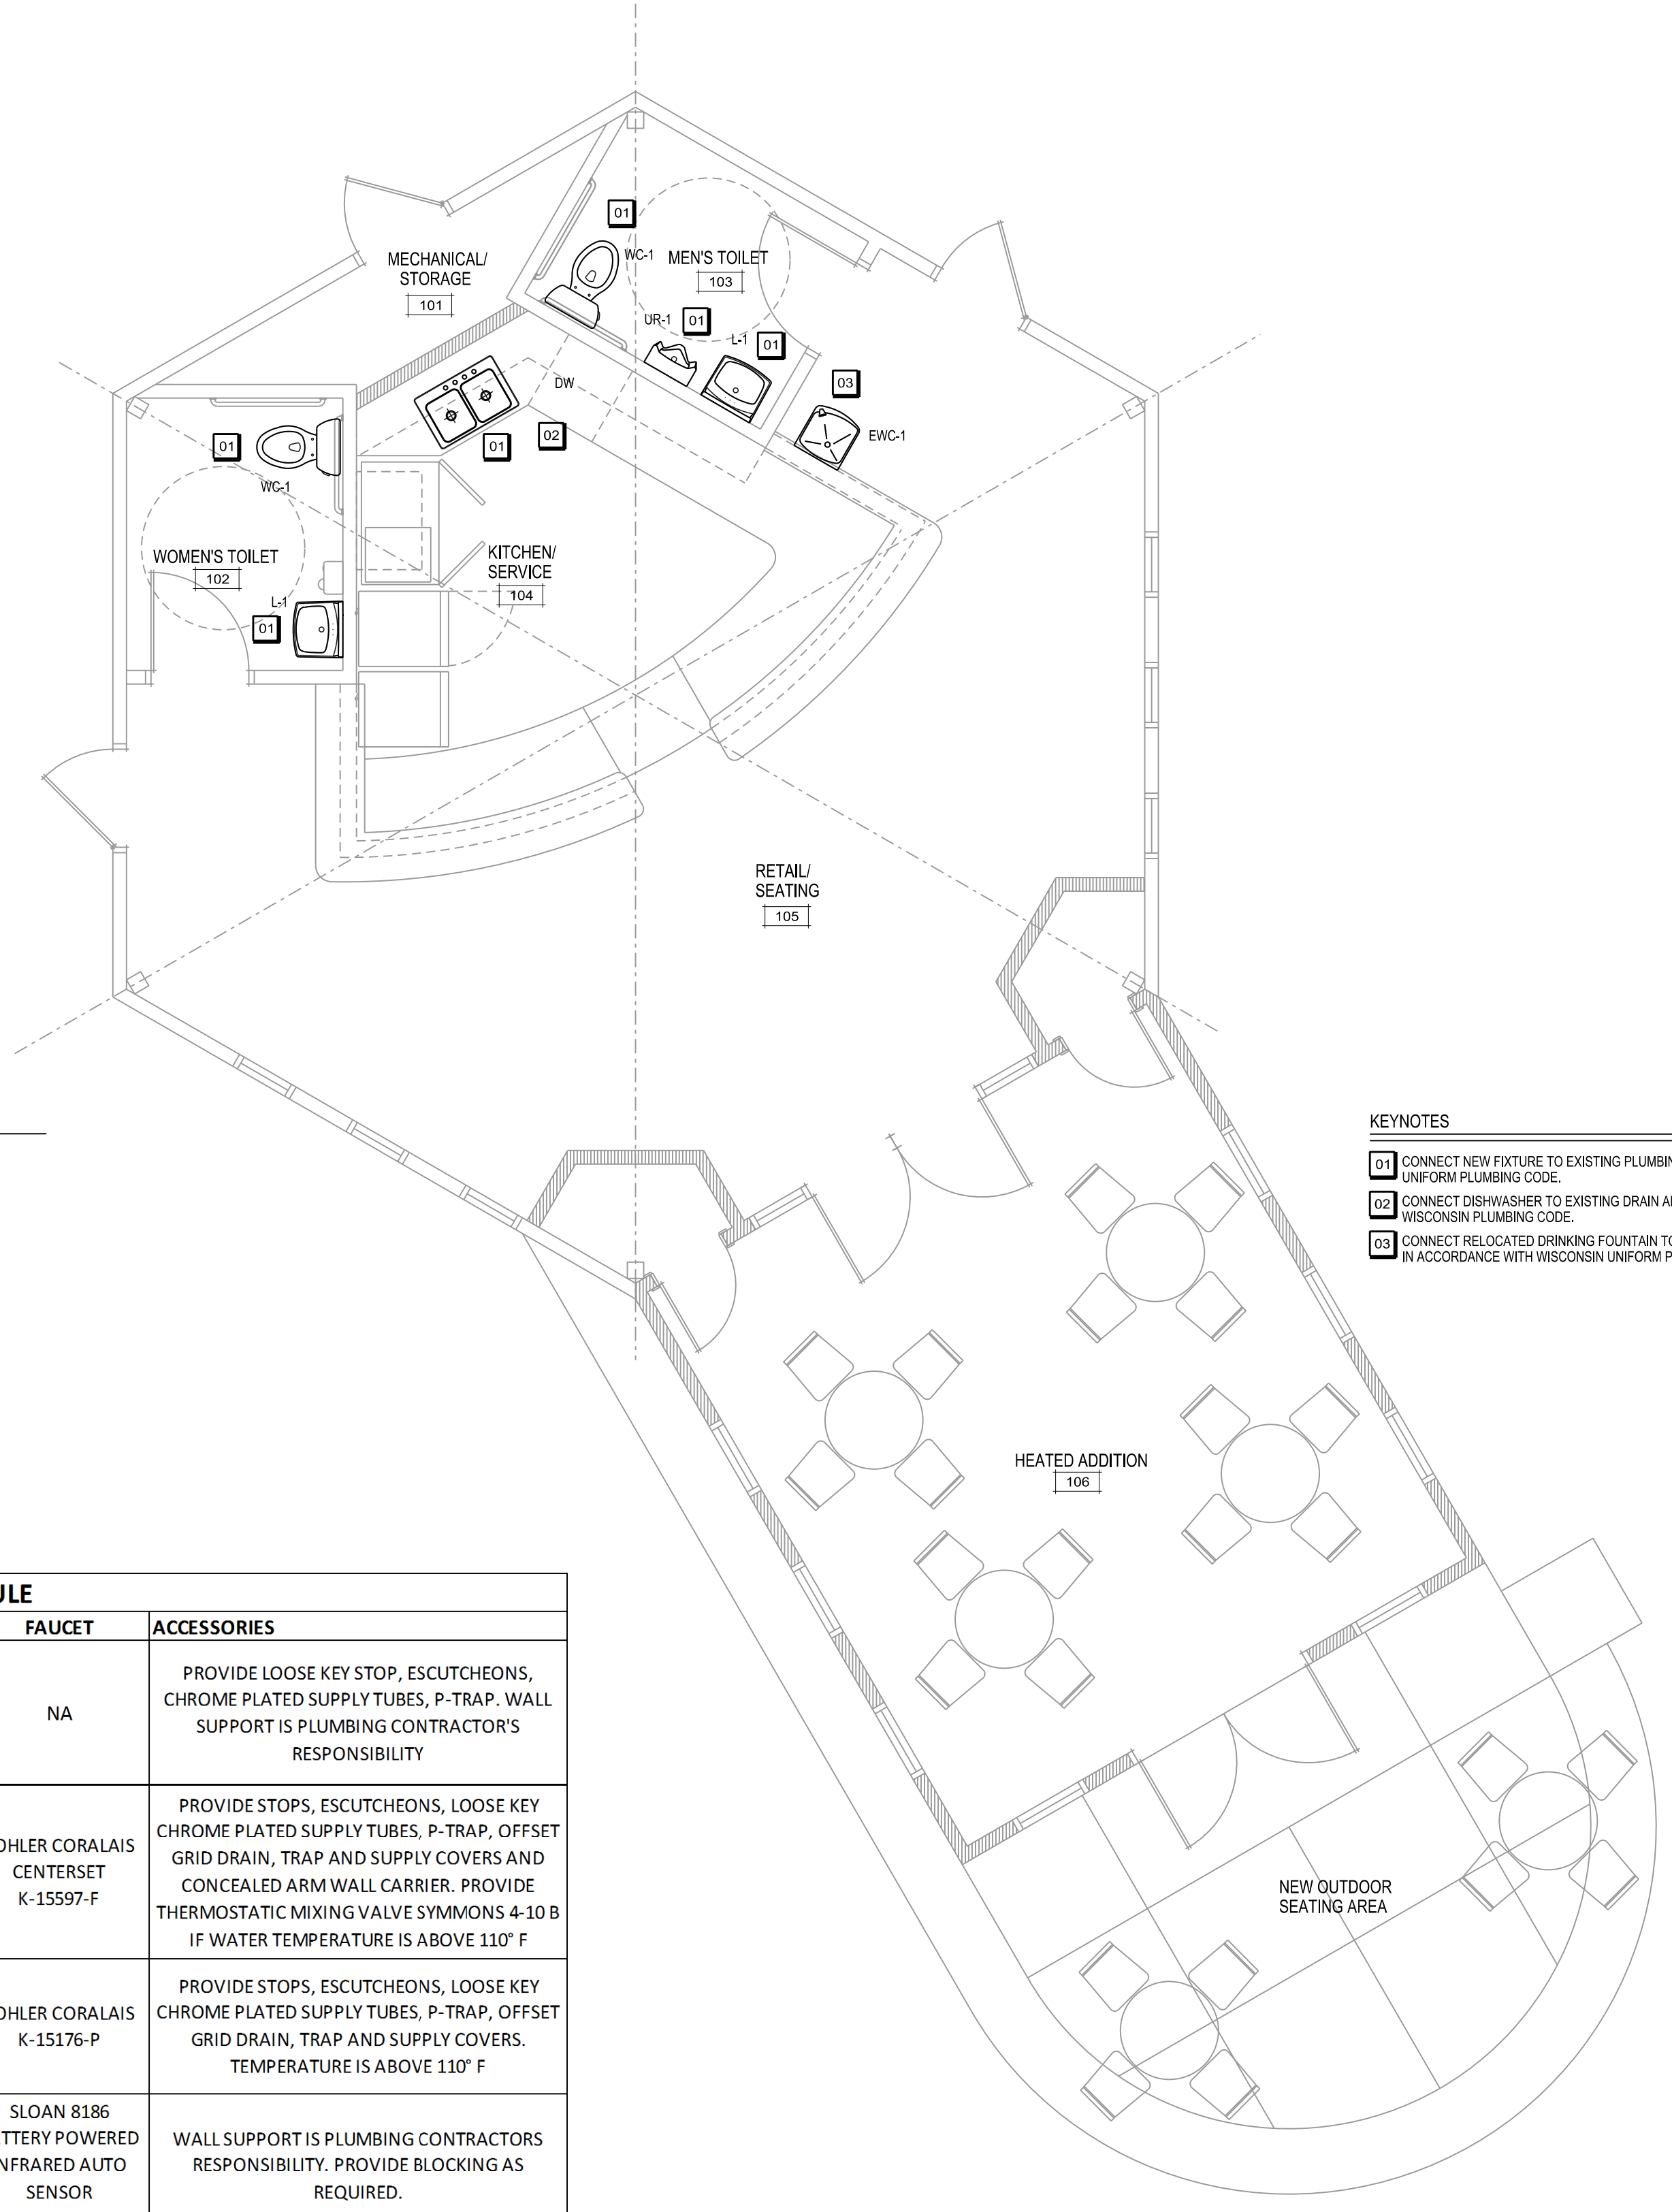 01
WC-1
MEN'S TOILET
103
MECHANICAL/
STORAGE
101
UR-1
01
L-1
01
DW
03
EWC-1
01
02
01
WC-1
WOMEN'S TOILET
102
L-1
01
KITCHEN/
SERVICE
104
RETAIL/
SEATING
105
KEYNOTES
01 CONNECT NEW FIXTURE TO EXISTING
UNIFORM PLUMBING CODE.
02 CONNECT DISHWASHER TO EXISTING DRAIN
WISCONSIN PLUMBING CODE.
03 CONNECT RELOCATED DRINKING FOUNTAIN
IN ACCORDANCE WITH WISCONSIN UNIFORM
HEATED ADDITION
106
NEW OUTDOOR
SEATING AREA
FAUCET
ACCESSORIES
NA
PROVIDE LOOSE KEY STOP, ESCUTCHEONS,
CHROME PLATED SUPPLY TUBES, P-TRAP. WALL
SUPPORT IS PLUMBING CONTRACTOR'S
RESPONSIBILITY
CORALAIS
CENTERSET
K-15597-F
PROVIDE STOPS, ESCUTCHEONS, LOOSE KEY
CHROME PLATED SUPPLY TUBES, P-TRAP, OFFSET
GRID DRAIN, TRAP AND SUPPLY COVERS AND
CONCEALED ARM WALL CARRIER. PROVIDE
THERMOSTATIC MIXING VALVE SYMMONS 4-10 B
IF WATER TEMPERATURE IS ABOVE 110° F
CORALAIS
K-15176-P
PROVIDE STOPS, ESCUTCHEONS, LOOSE KEY
CHROME PLATED SUPPLY TUBES, P-TRAP, OFFSET
GRID DRAIN, TRAP AND SUPPLY COVERS.
TEMPERATURE IS ABOVE 110° F
SLOAN 8186
POWERED
AUTO
SENSOR
WALL SUPPORT IS PLUMBING CONTRACTORS
RESPONSIBILITY. PROVIDE BLOCKING AS
REQUIRED.